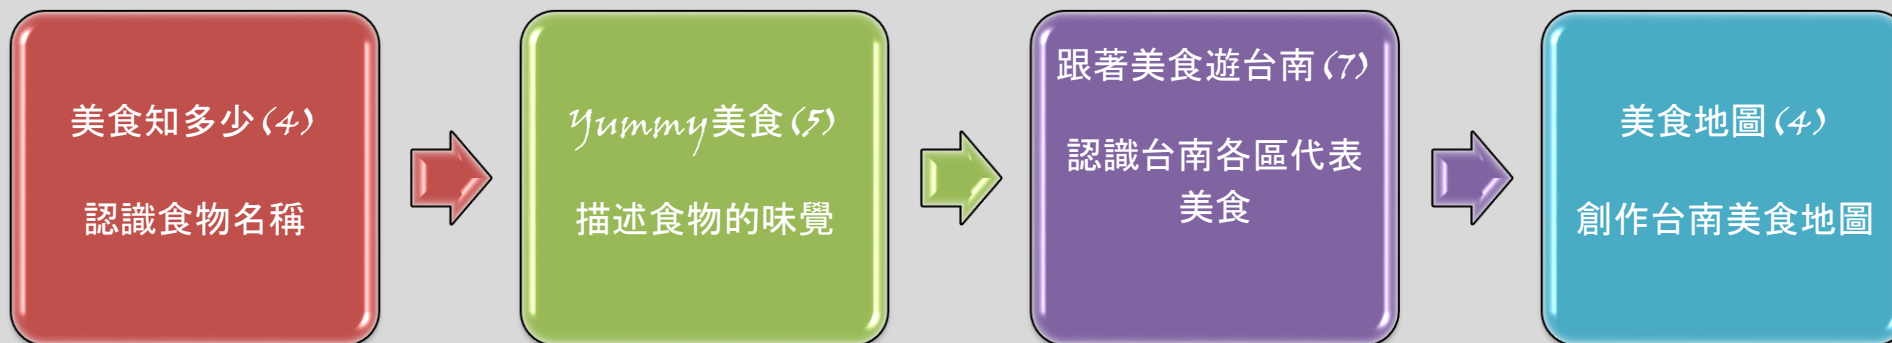 美食知多少(4)
認識食物名稱
Yummy美食(5)
描述食物的味覺
跟著美食遊台南(7)
認識台南各區代表
美食
美食地圖(4)
創作台南美食地圖